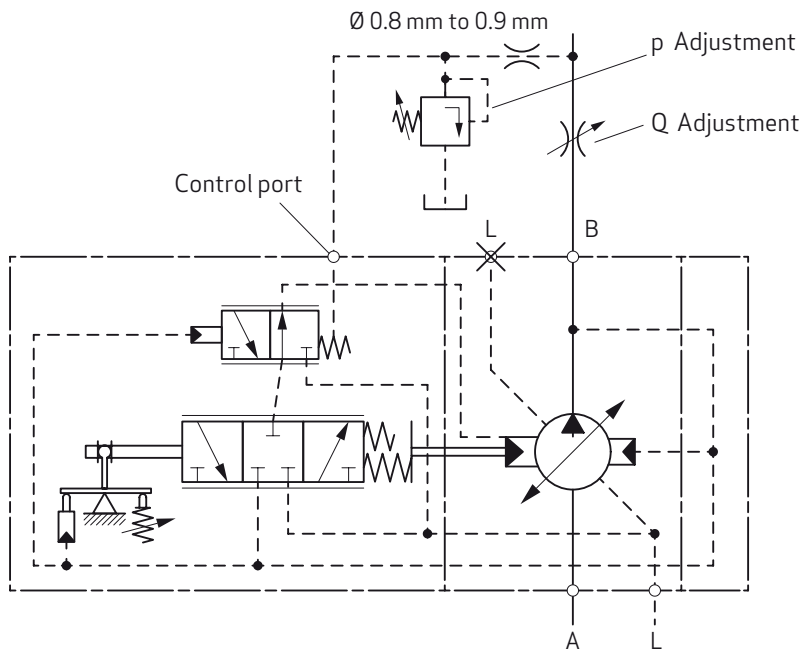 Ø 0.8 mm to 0.9 mm
p Adjustment
Q Adjustment
Control port
L
B
A
L